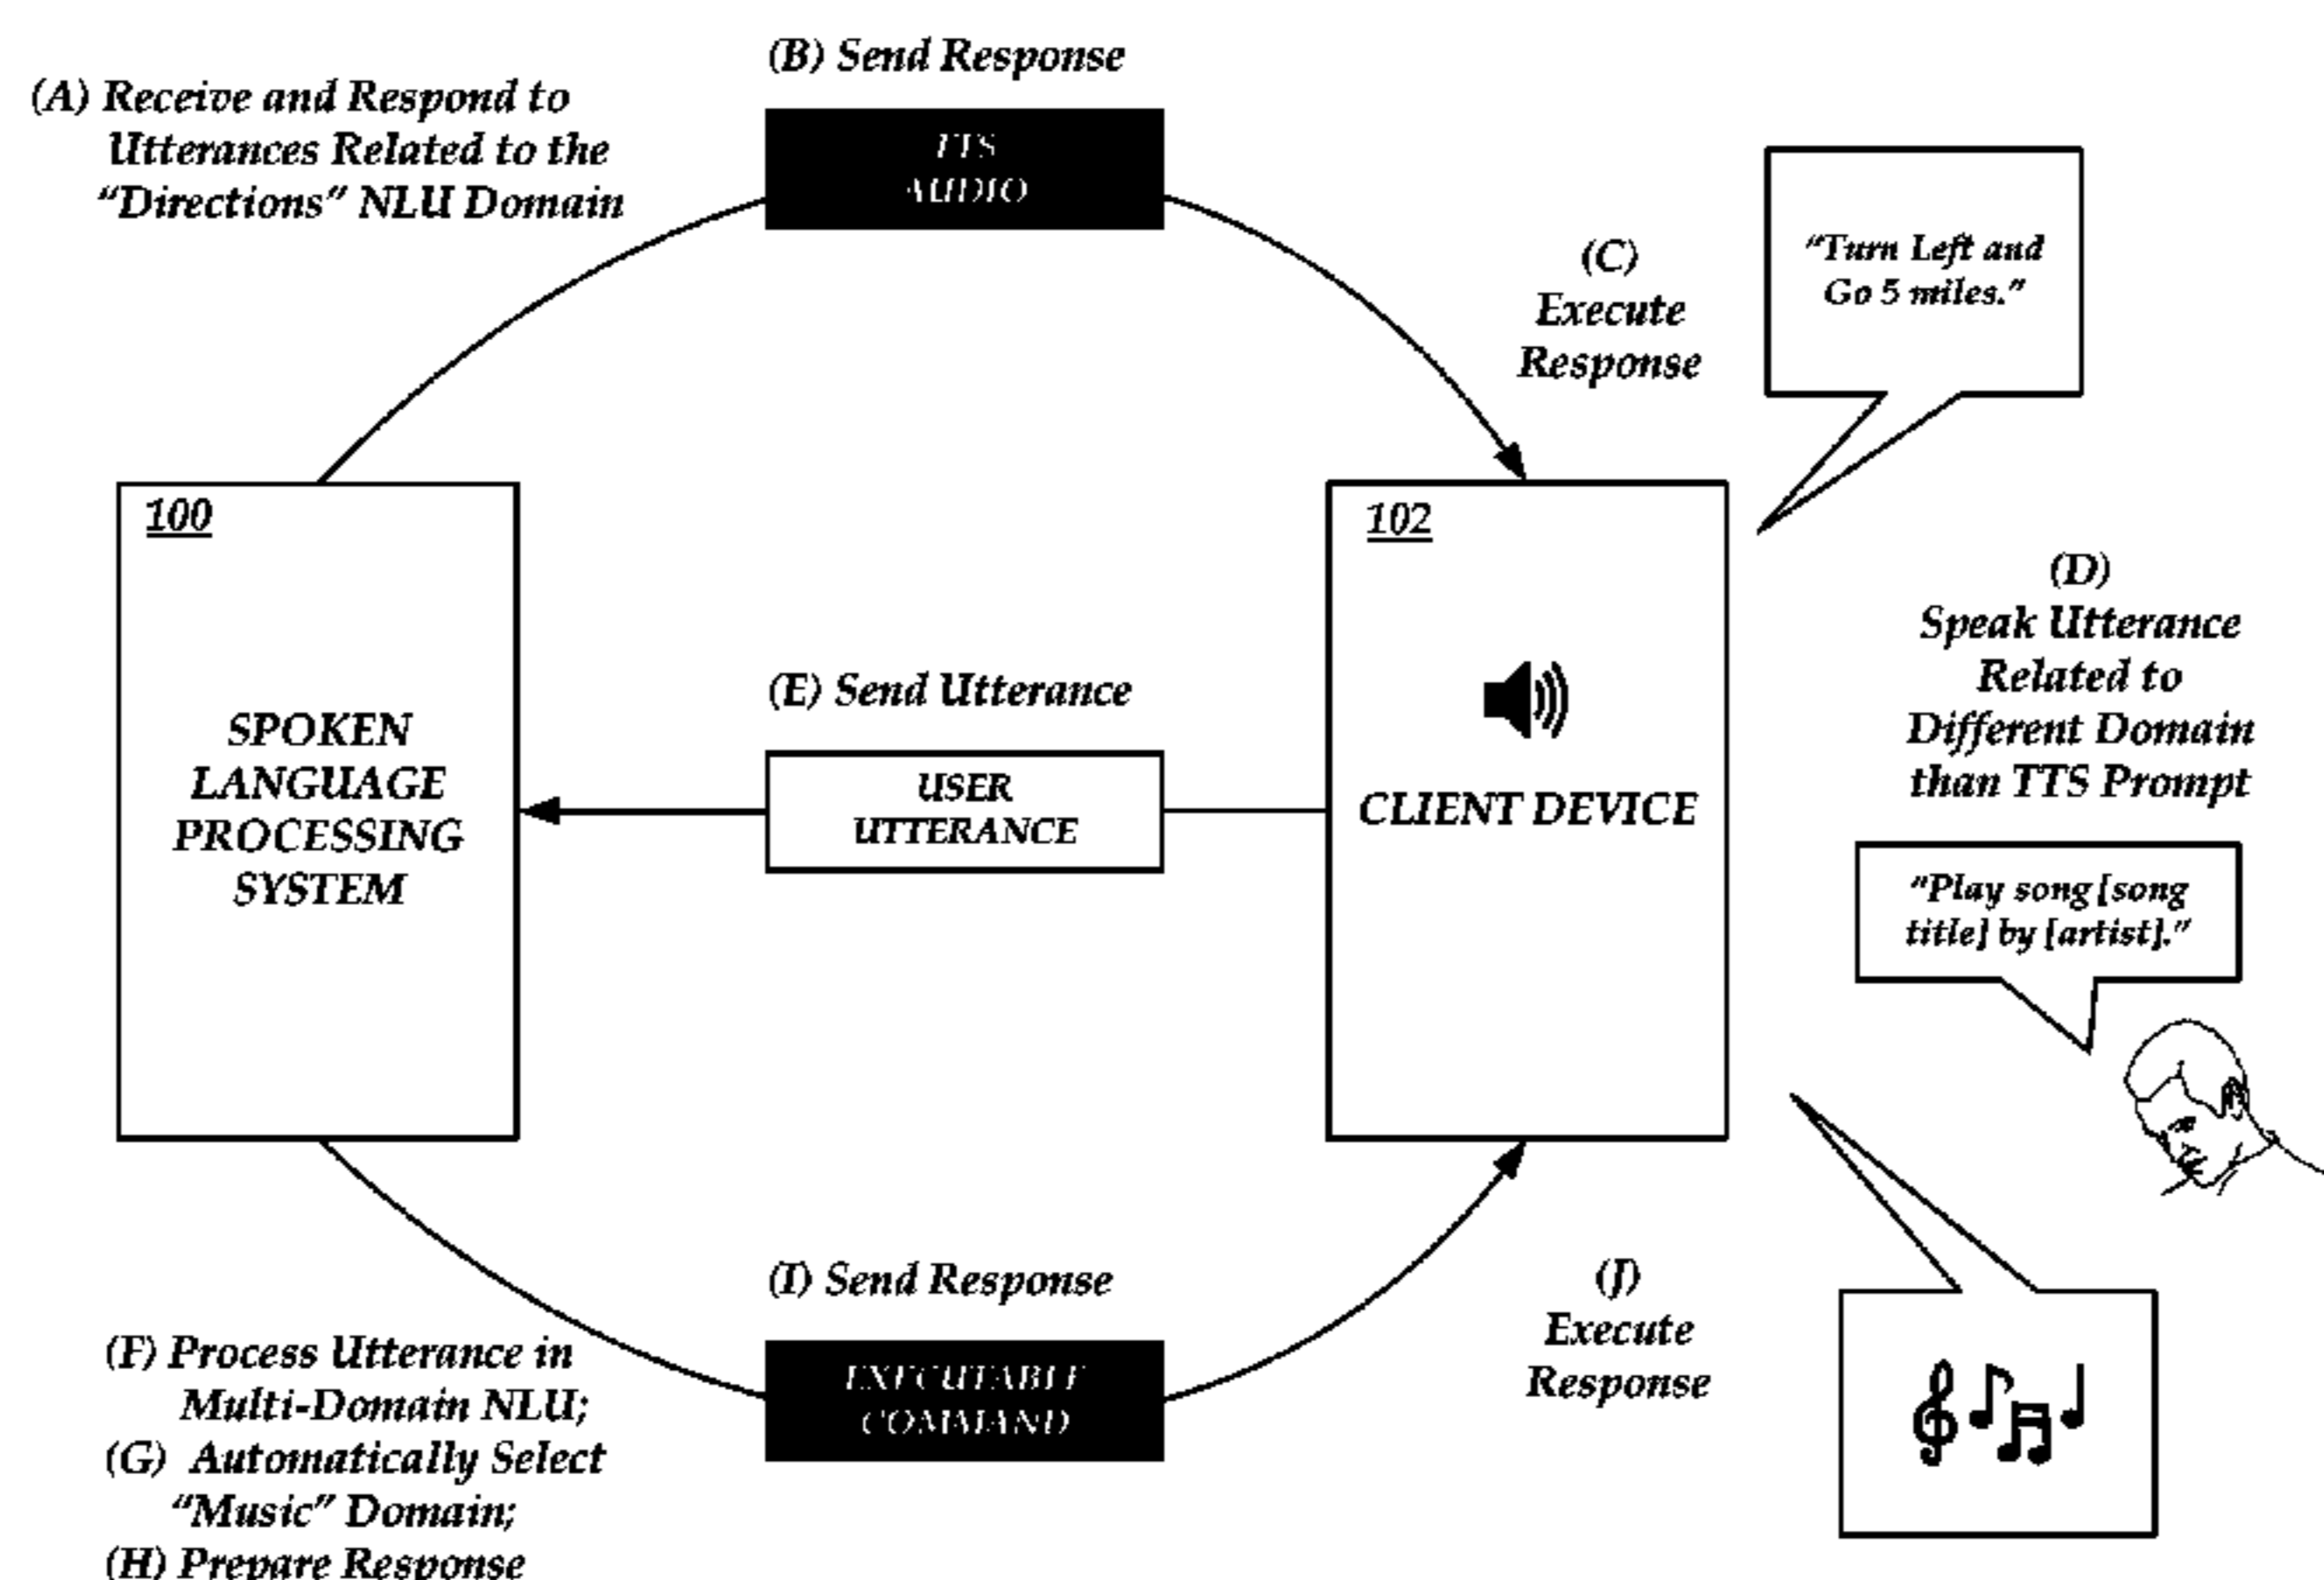 (A) Receive and Respond to
Utterances Related to the
“Directions” NLU Domain
(B) Send Response
TTS
AUDIO
(C)
Execute
Response
“Turn Left and
Go 5 miles.”
100
SPOKEN
LANGUAGE
PROCESSING
SYSTEM
(E) Send Utterance
USER
UTTERANCE
102
CLIENT DEVICE
(D)
Speak Utterance
Related to
Different Domain
than TTS Prompt
“Play song [song
title] by [artist].”
(F) Process Utterance in
Multi-Domain NLU;
(G) Automatically Select
“Music” Domain;
(H) Prepare Response
(I) Send Response
EXECUTABLE
COMMAND
(J)
Execute
Response